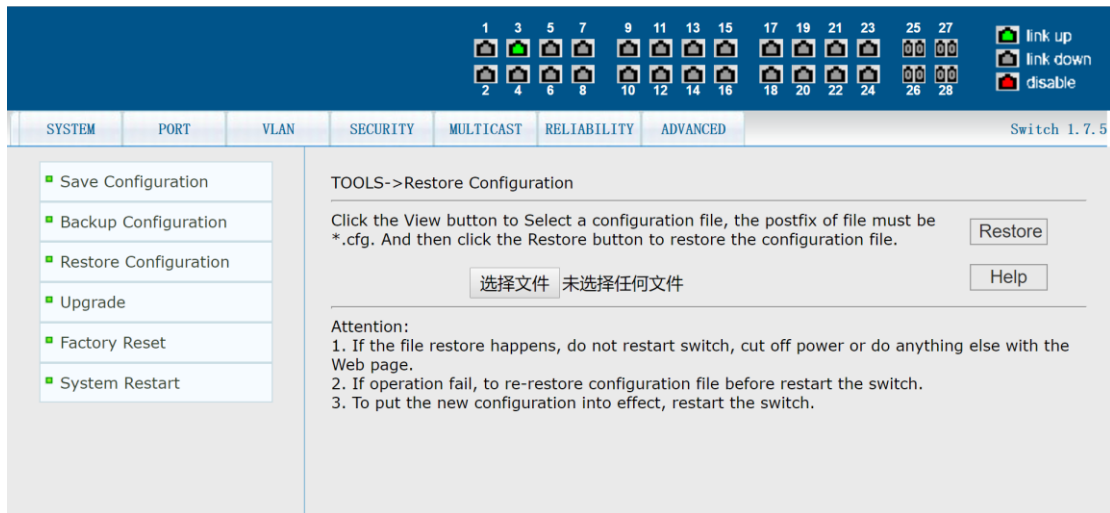 1 3 5 7 9 11 13 15 17 19 21 23 25 27
link up
link down
2 4 6 8 10 12 14 16 18 20 22 24 26 28
disable
SYSTEM PORT VLAN SECURITY MULTICAST RELIABILITY ADVANCED Switch 1.7.5
Save Configuration
Backup Configuration
Restore Configuration
Upgrade
Factory Reset
System Restart
TOOLS->Restore Configuration
Click the View button to Select a configuration file, the postfix of file must be
*.cfg. And then click the Restore button to restore the configuration file.
Restore
选择文件 未选择任何文件
Help
Attention:
1. If the file restore happens, do not restart switch, cut off power or do anything else with the
Web page.
2. If operation fail, to re-restore configuration file before restart the switch.
3. To put the new configuration into effect, restart the switch.